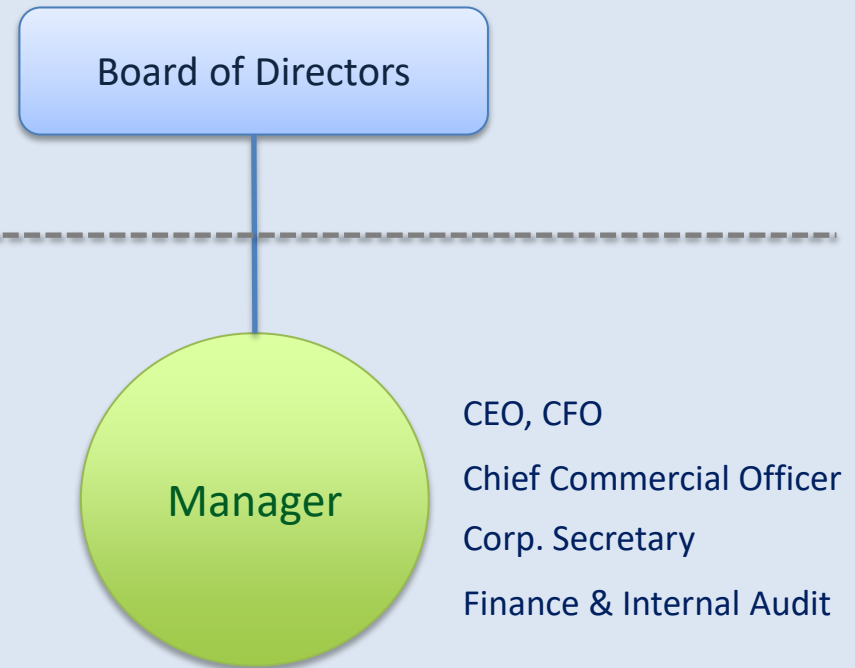 Board of Directors
Manager
CEO, CFO
Chief Commercial Officer
Corp. Secretary
Finance & Internal Audit